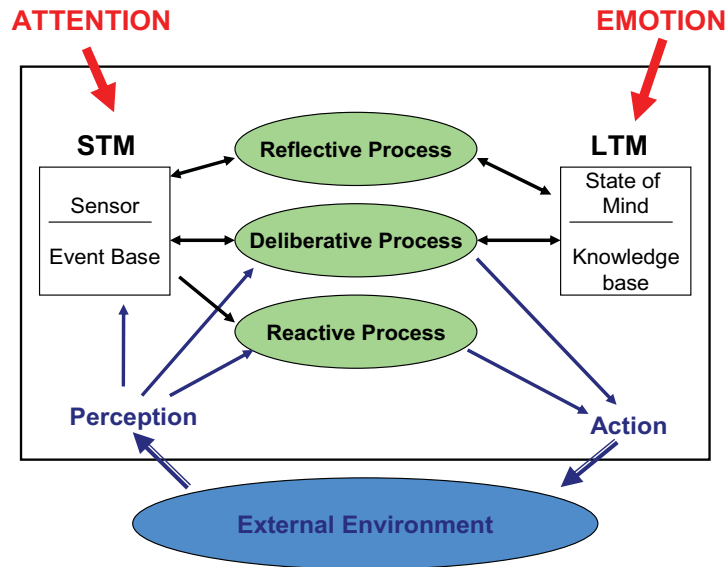 ATTENTION
EMOTION
STM
Reflective Process
LTM
Sensor
State of
Mind
Event Base
Deliberative Process
Knowledge
base
Reactive Process
Perception
Action
External Environment